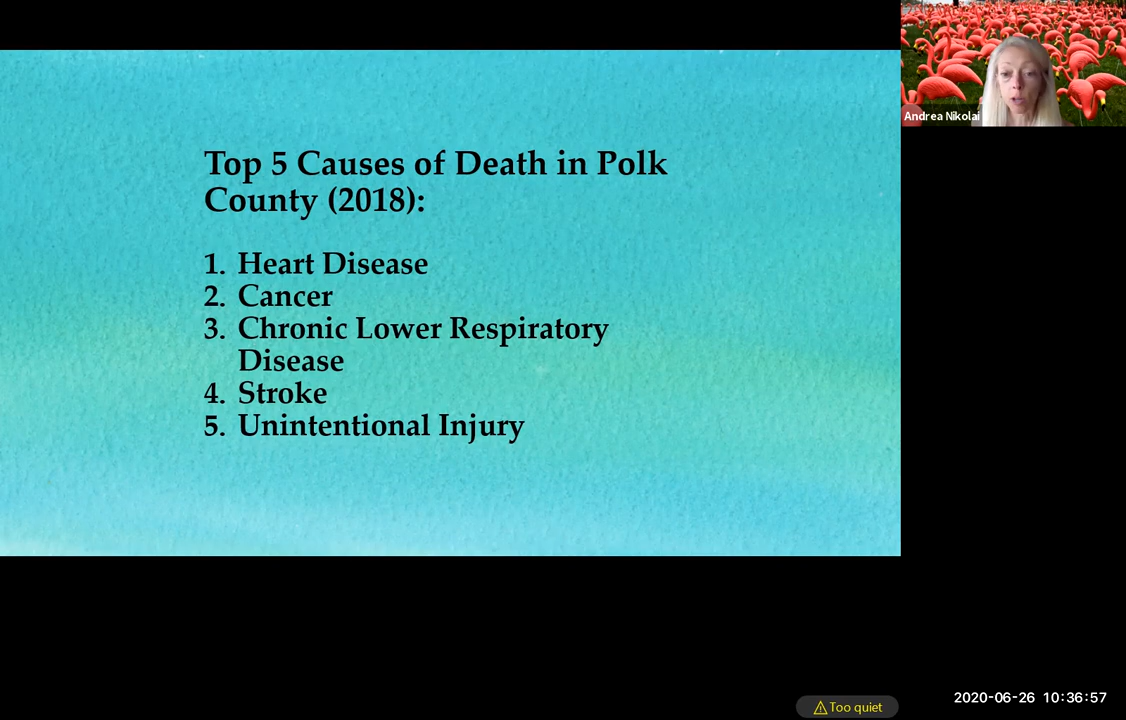 Andrea Nikolai
Top 5 Causes of Death in Polk
County (2018):
1. Heart Disease
2. Cancer
3. Chronic Lower Respiratory
Disease
4. Stroke
5. Unintentional Injury
Too quiet
2020-06-26 10:36:57